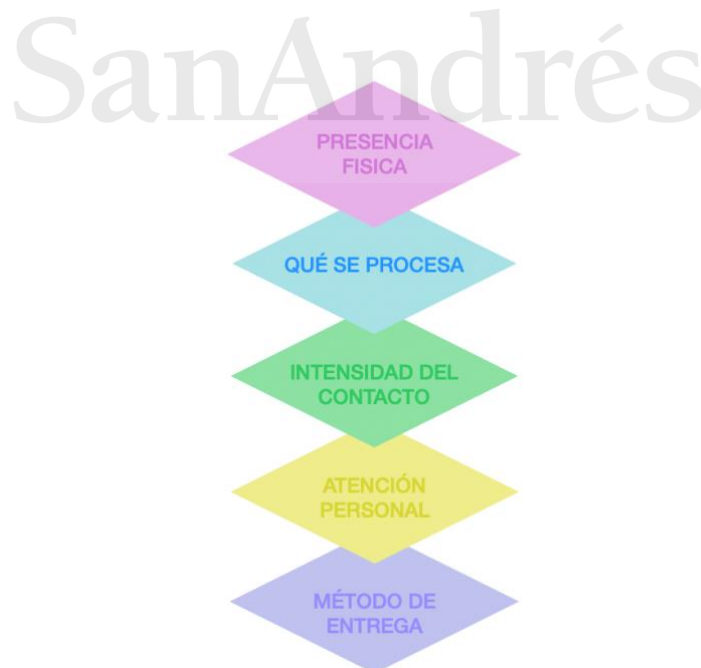 SanAndrés
PRESENCIA
FISICA
QUÉ SE PROCESA
INTENSIDAD DEL
CONTACTO
ATENCIÓN
PERSONAL
MÉTODO DE
ENTREGA